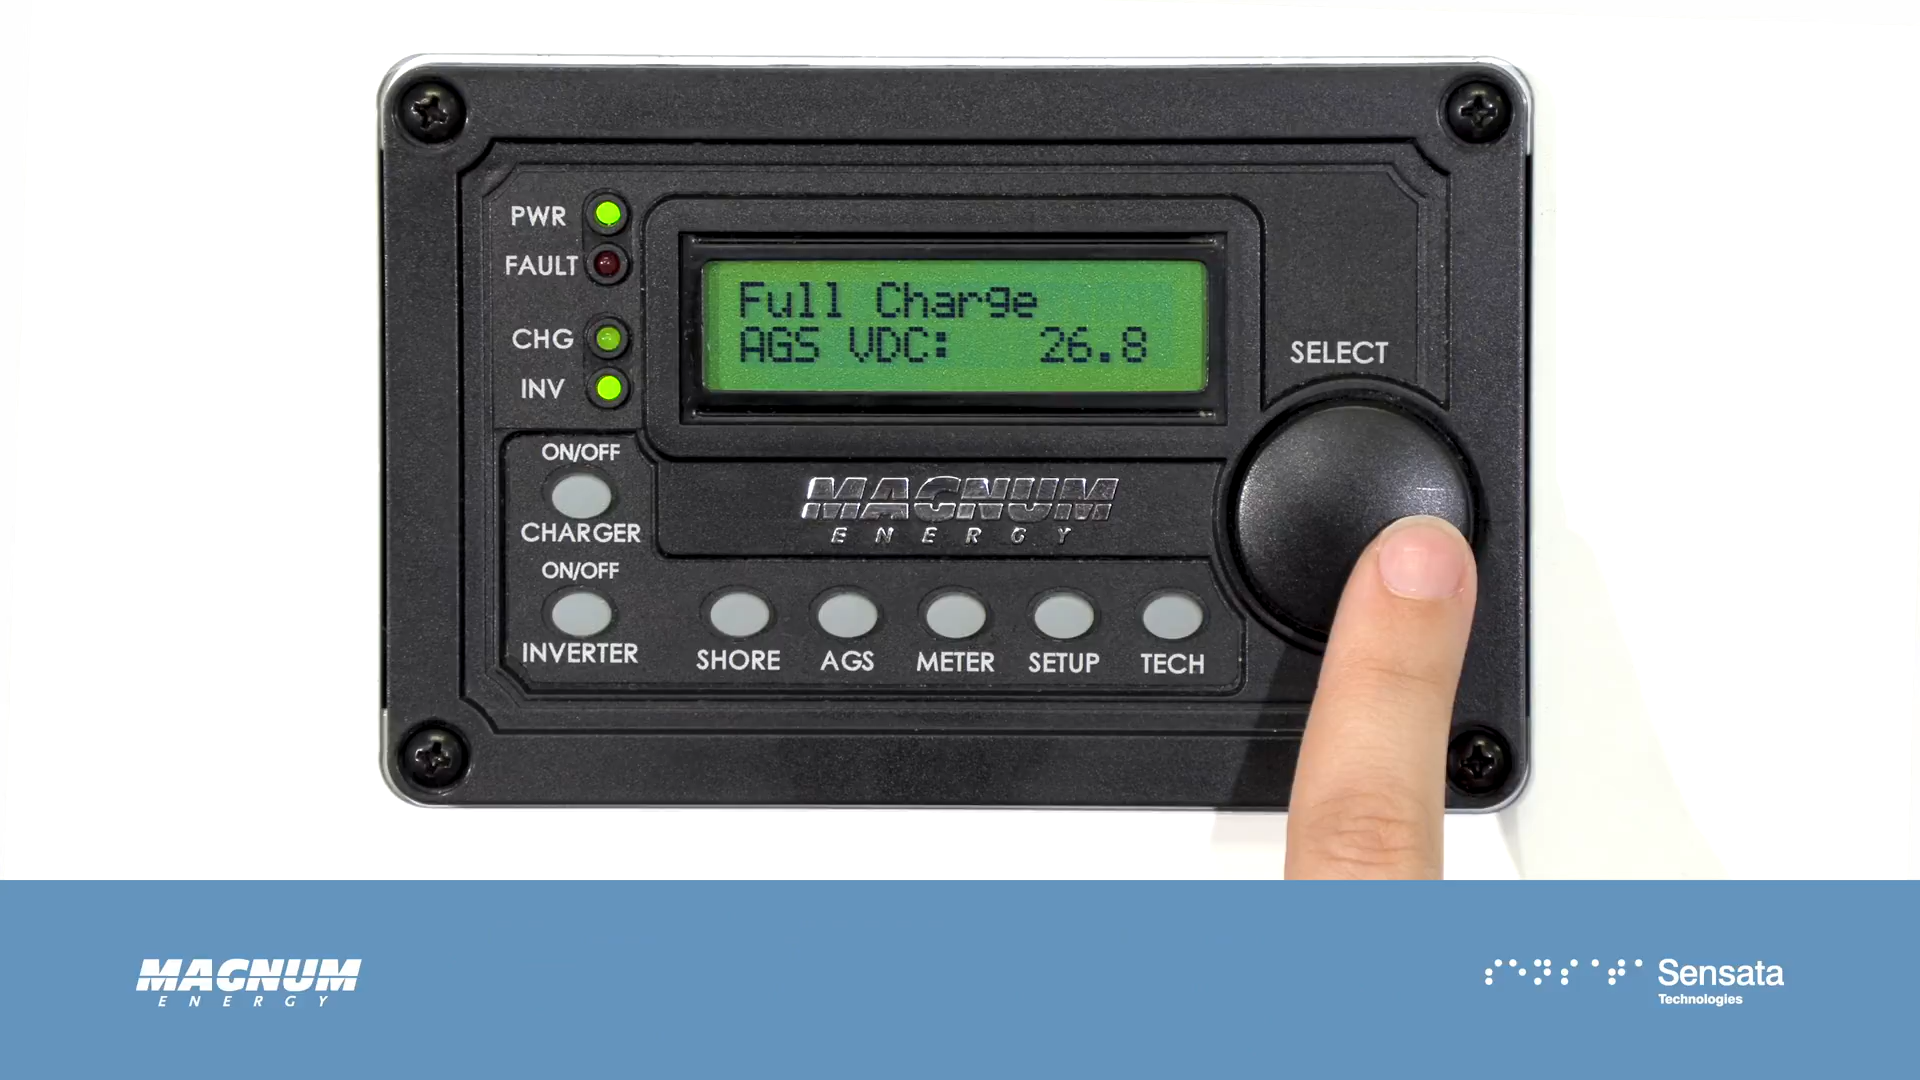 PWR
FAULT
CHG
INV
Full Charge
AGS VDC: 26.8
SELECT
ON/OFF
CHARGER
ON/OFF
INVERTER
MAGNUM
ENERGY
SHORE
AGS
METER
SETUP
TECH
MAGNUM
ENERGY
Sensata
Technologies